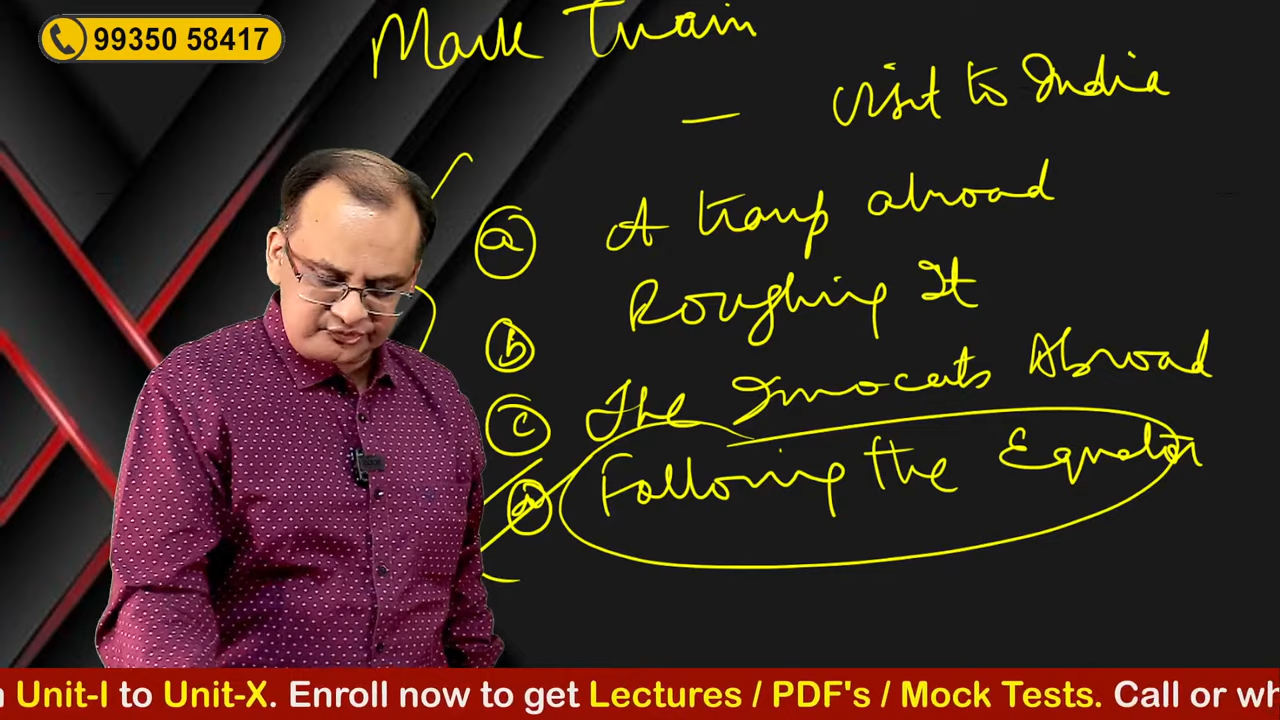 99350 58417
Mark Twain
— visit to India
(a) A tramp abroad
(b) Roughing It
(c) The Innocents Abroad
(d) Following the Equator
Unit-I to Unit-X. Enroll now to get Lectures / PDF's / Mock Tests. Call or wh